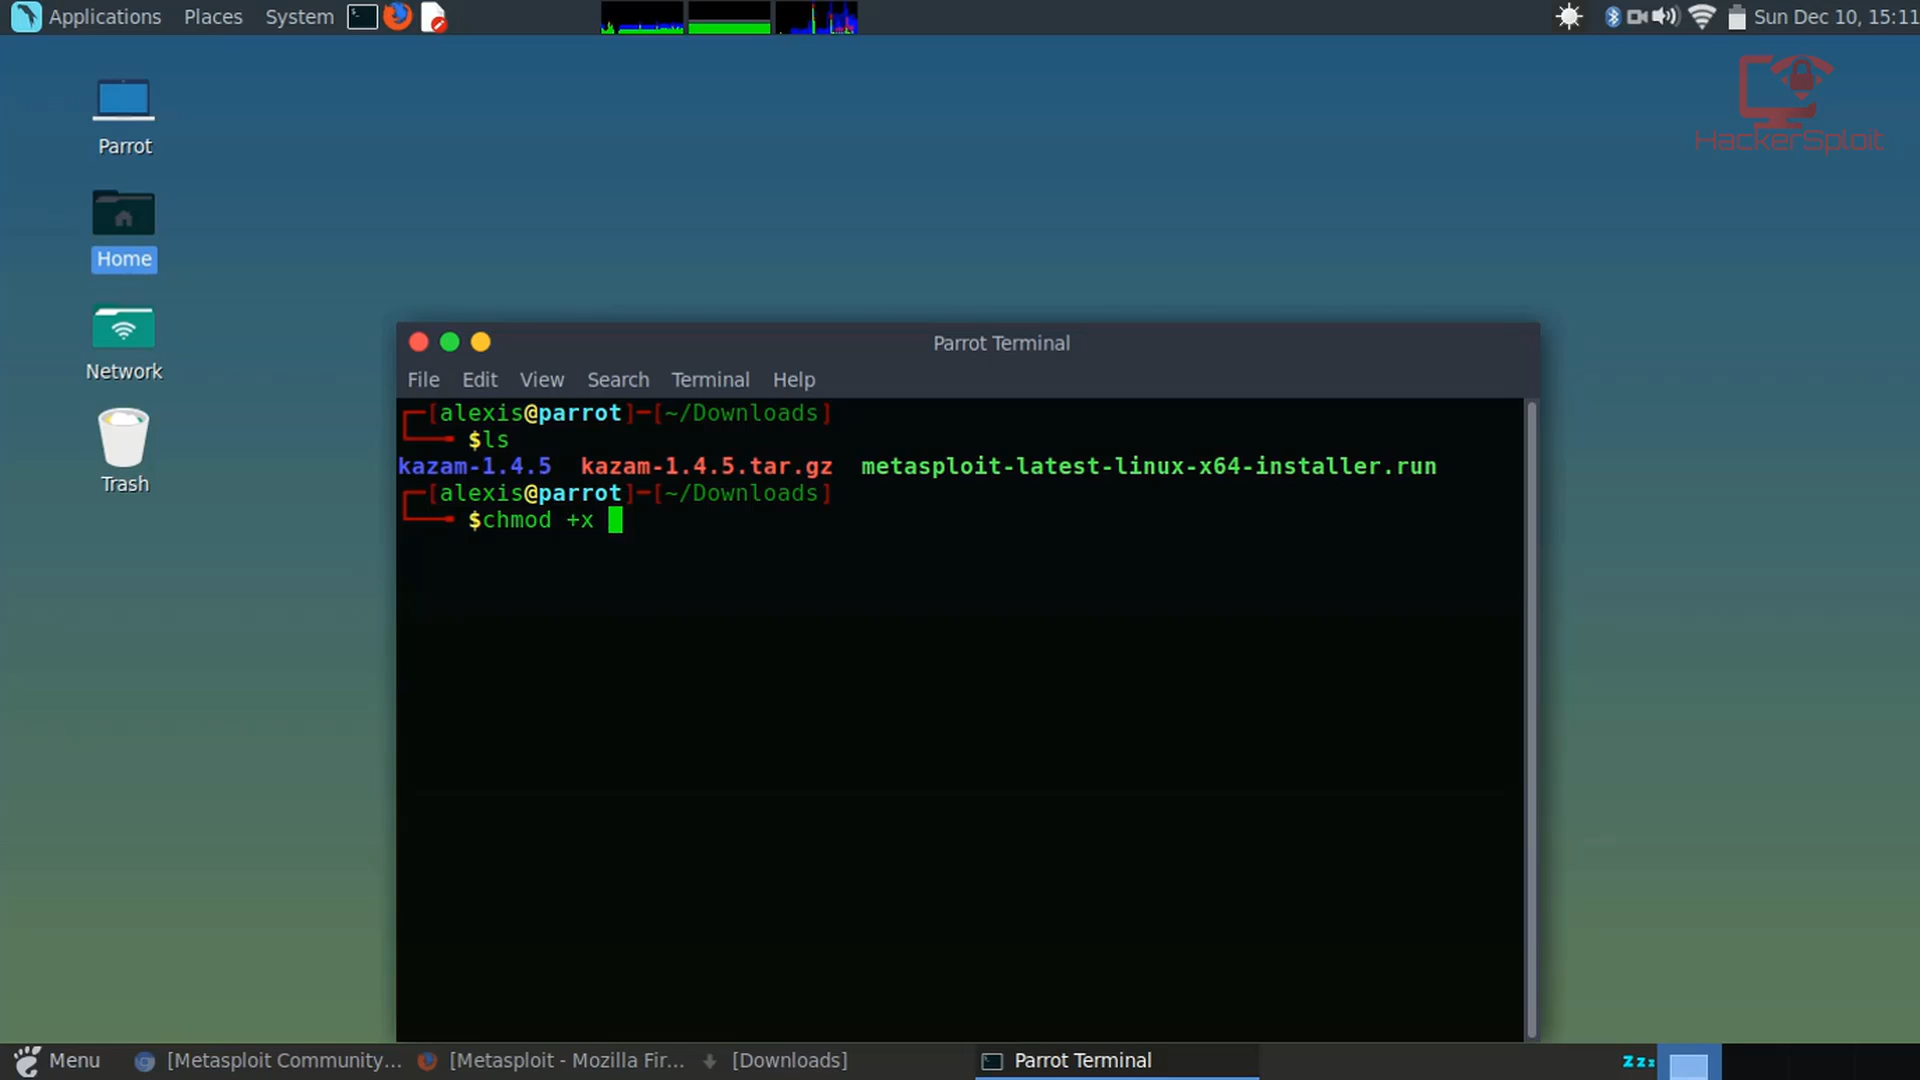 Applications Places System
Sun Dec 10, 15:11
HackerSploit
Parrot
Home
Network
Trash
Parrot Terminal
File Edit View Search Terminal Help
┌─[alexis@parrot]─[~/Downloads]
└──╼ $ls
kazam-1.4.5 kazam-1.4.5.tar.gz metasploit-latest-linux-x64-installer.run
┌─[alexis@parrot]─[~/Downloads]
└──╼ $chmod +x
Menu [Metasploit Community... [Metasploit - Mozilla Fir... [Downloads] Parrot Terminal zzz